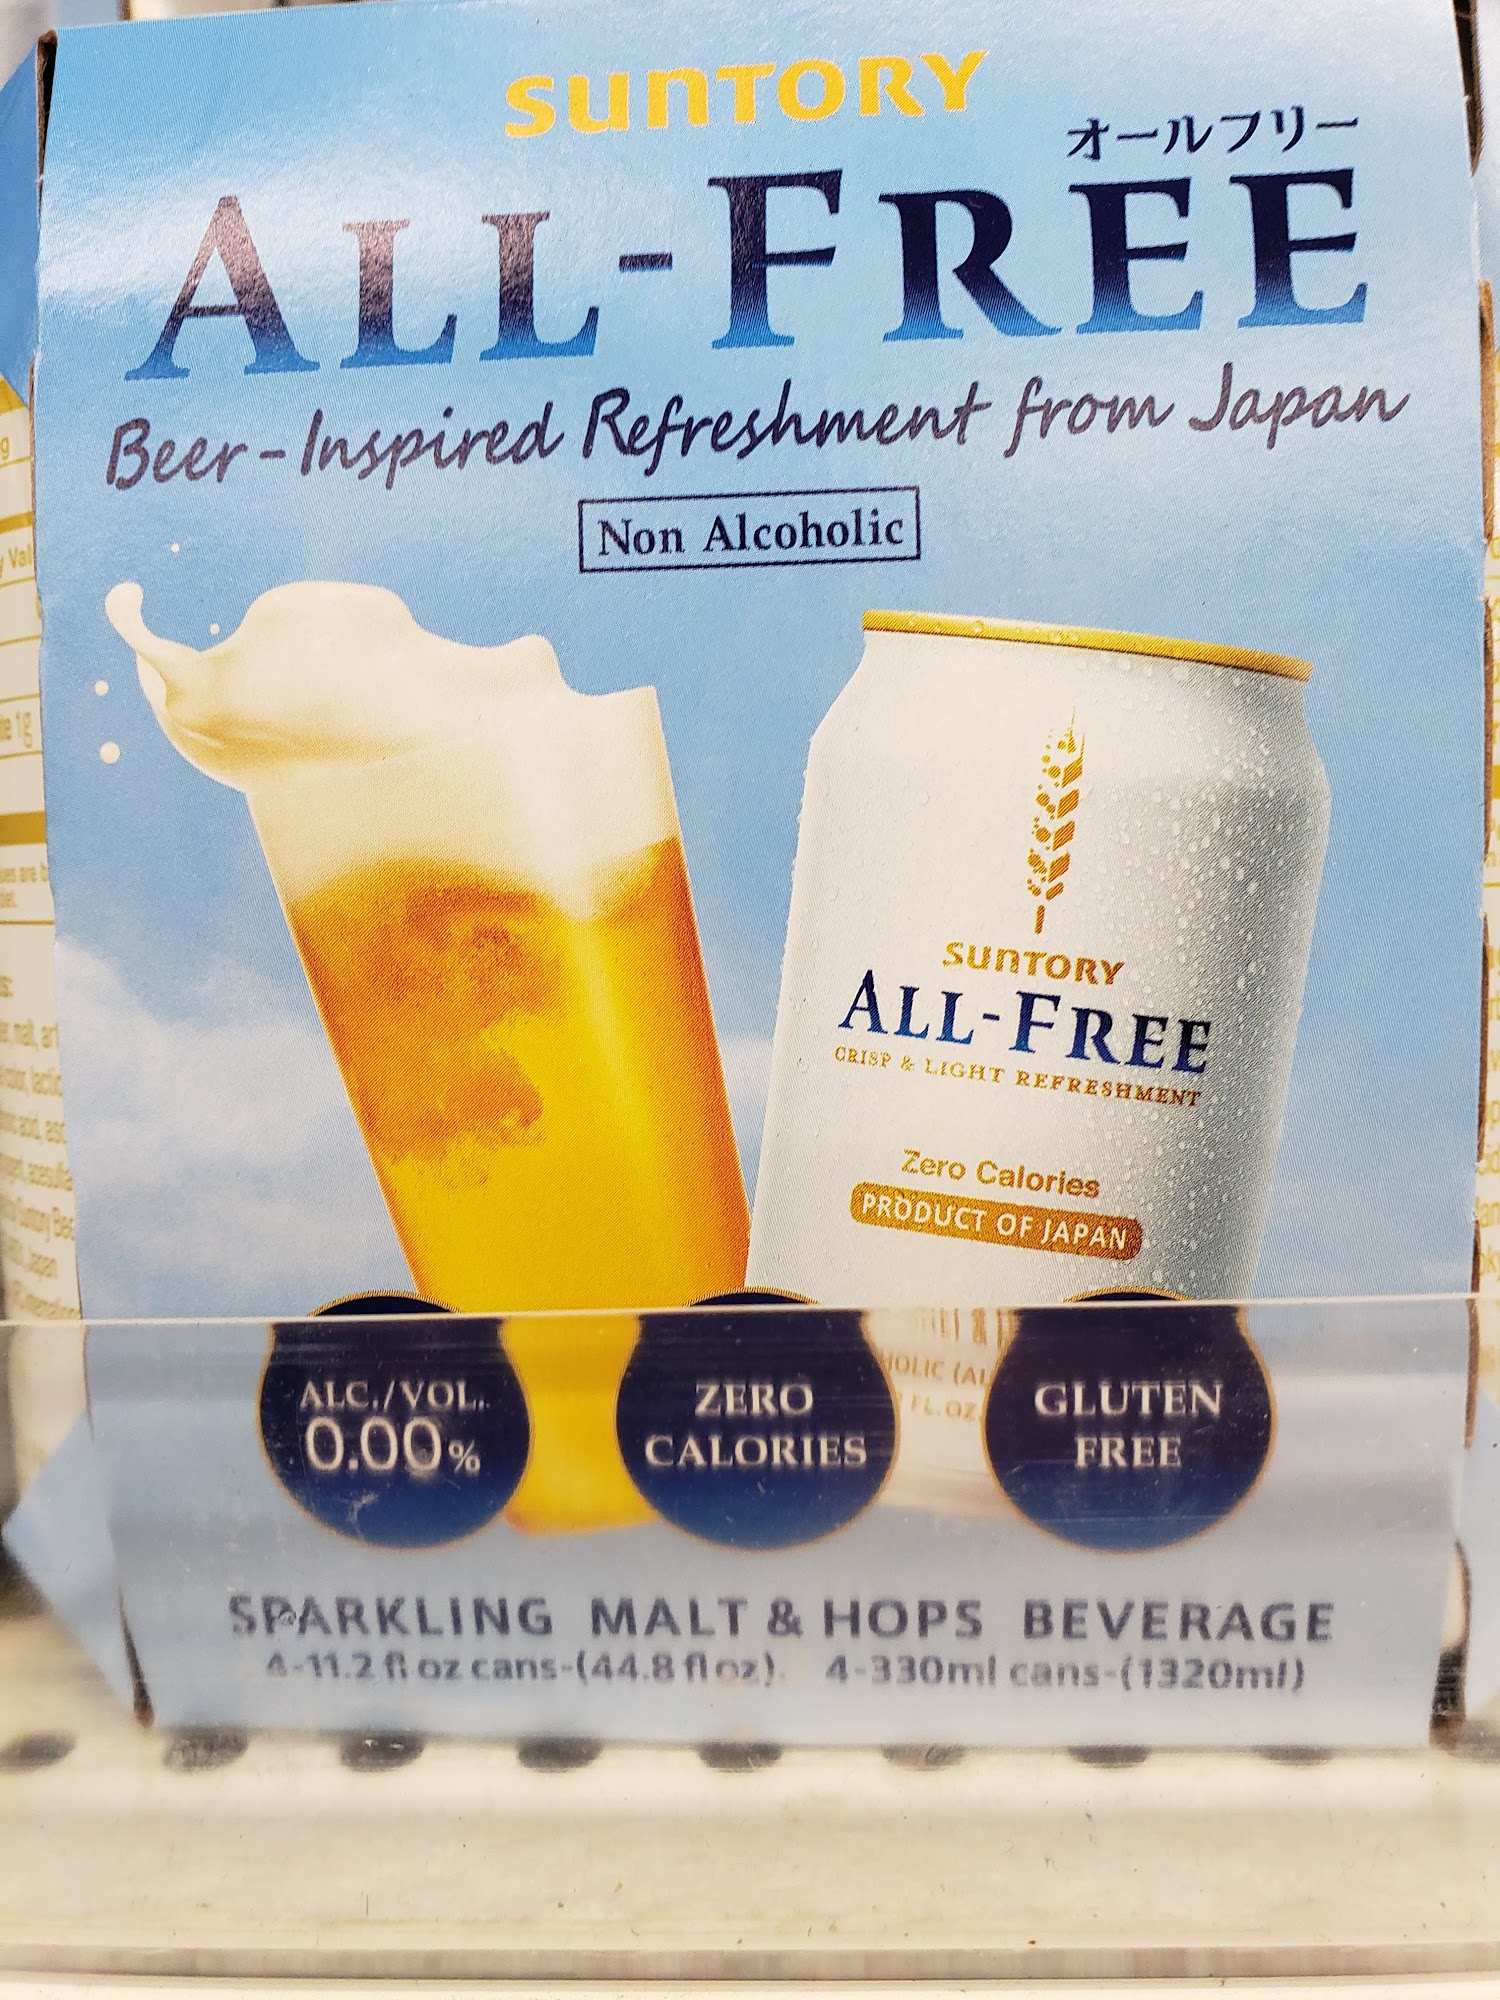 SUNTORY
オールフリー
ALL-FREE
Beer-Inspired Refreshment from Japan
Non Alcoholic
SUNTORY
ALL-FREE
CRISP & LIGHT REFRESHMENT
Zero Calories
PRODUCT OF JAPAN
ALC./VOL.
0.00%
ZERO
CALORIES
GLUTEN
FREE
SPARKLING MALT & HOPS BEVERAGE
4-11.2 fl oz cans-(44.8 fl oz). 4-330ml cans-(1320ml)